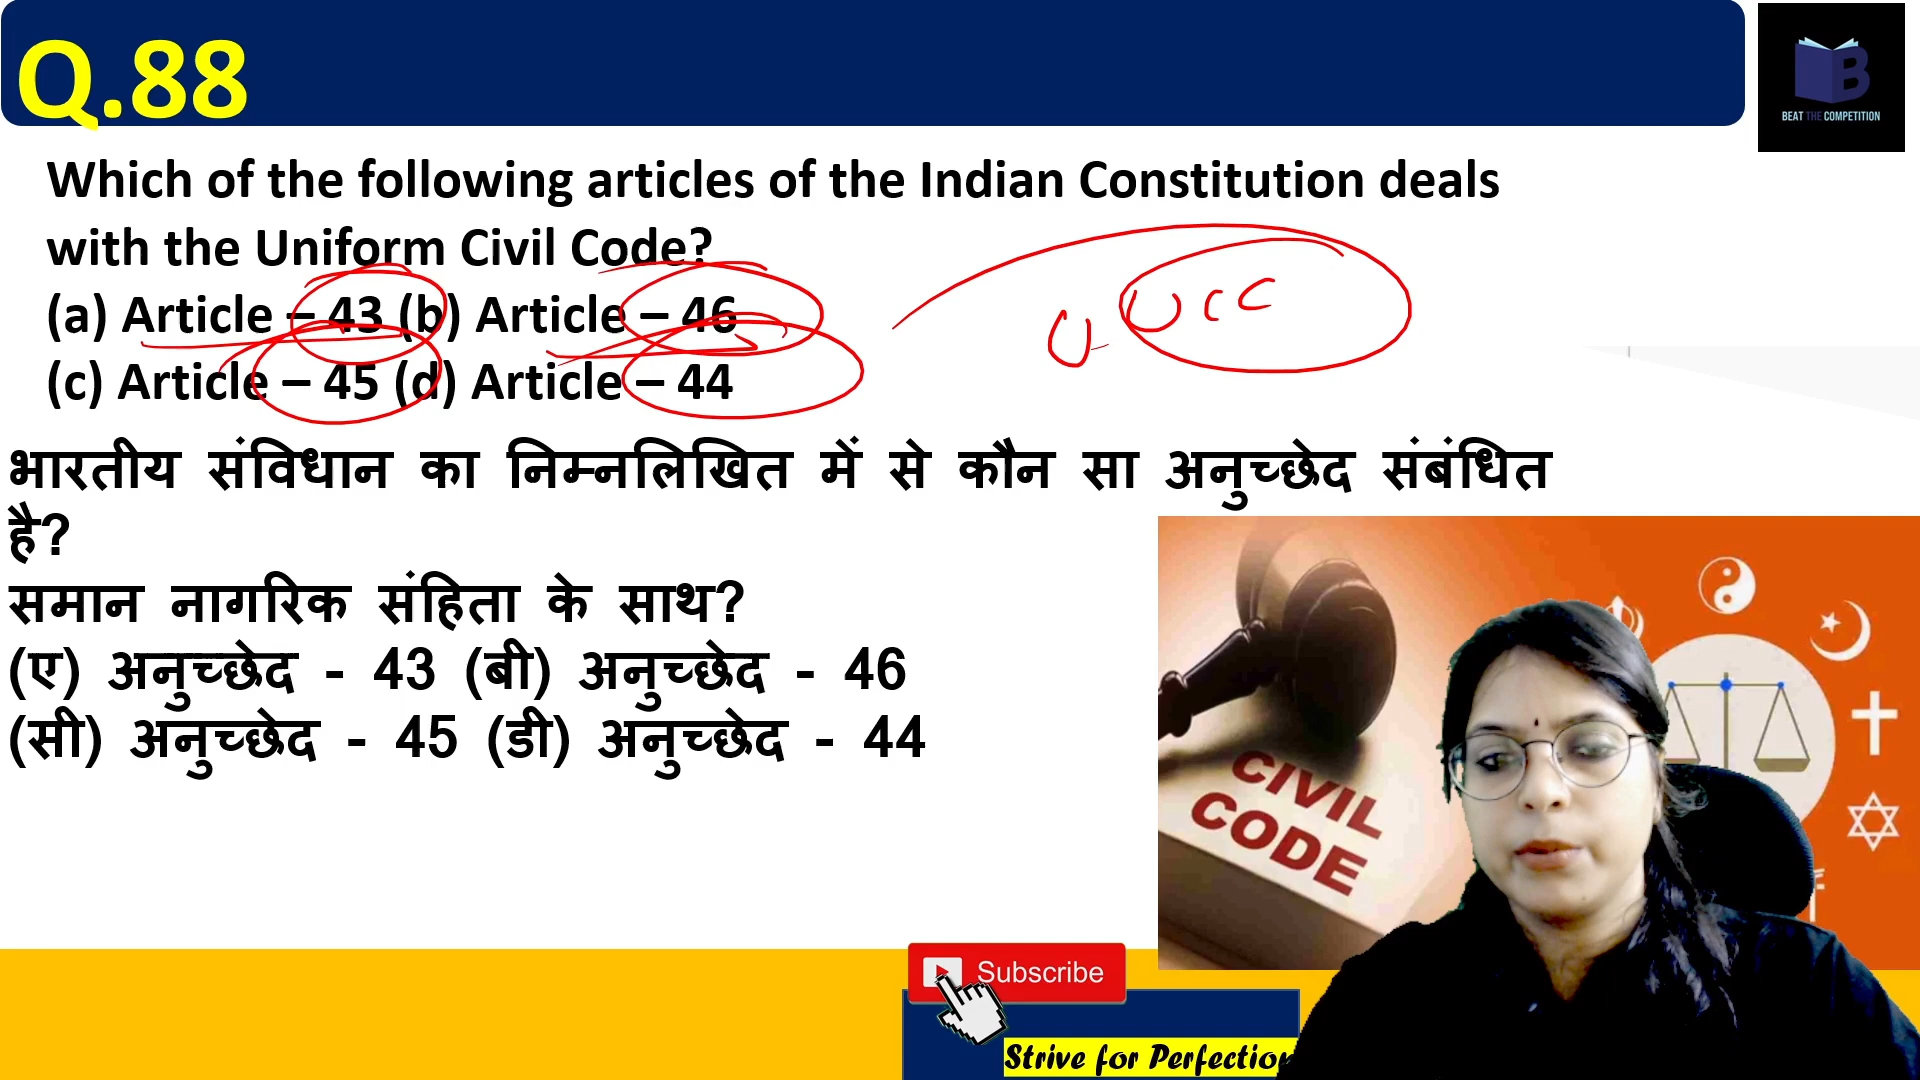 Q.88
BEAT THE COMPETITION
Which of the following articles of the Indian Constitution deals
with the Uniform Civil Code?
(a) Article – 43 (b) Article – 46
(c) Article – 45 (d) Article – 44
U
UCC
भारतीय संविधान का निम्नलिखित में से कौन सा अनुच्छेद संबंधित
है?
समान नागरिक संहिता के साथ?
(ए) अनुच्छेद - 43 (बी) अनुच्छेद - 46
(सी) अनुच्छेद - 45 (डी) अनुच्छेद - 44
CIVIL
CODE
Subscribe
Strive for Perfection